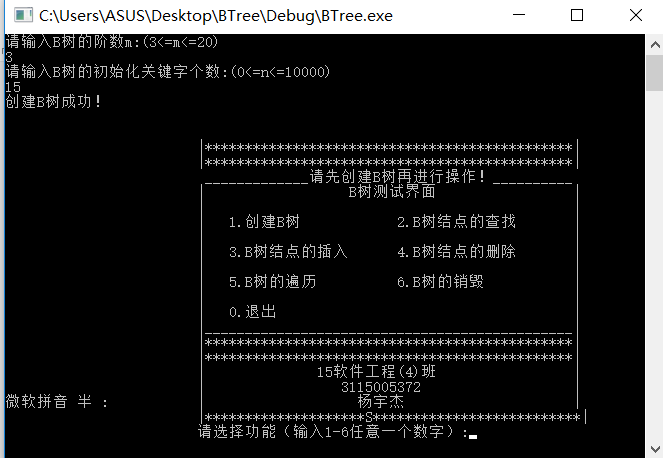 C:\Users\ASUS\Desktop\BTree\Debug\BTree.exe
请输入B树的阶数m:(3<=m<=20)
3
请输入B树的初始化关键字个数:(0<=n<=10000)
15
创建B树成功!
|**********************************************|
|**********************************************|
_____________请先创建B树再进行操作!__________
B树测试界面
1.创建B树 2.B树结点的查找
3.B树结点的插入 4.B树结点的删除
5.B树的遍历 6.B树的销毁
0.退出
|______________________________________________|
|**********************************************|
|**********************************************|
15软件工程(4)班
3115005372
微软拼音 半 : 杨宇杰
|********************S**************************|
请选择功能(输入1-6任意一个数字):